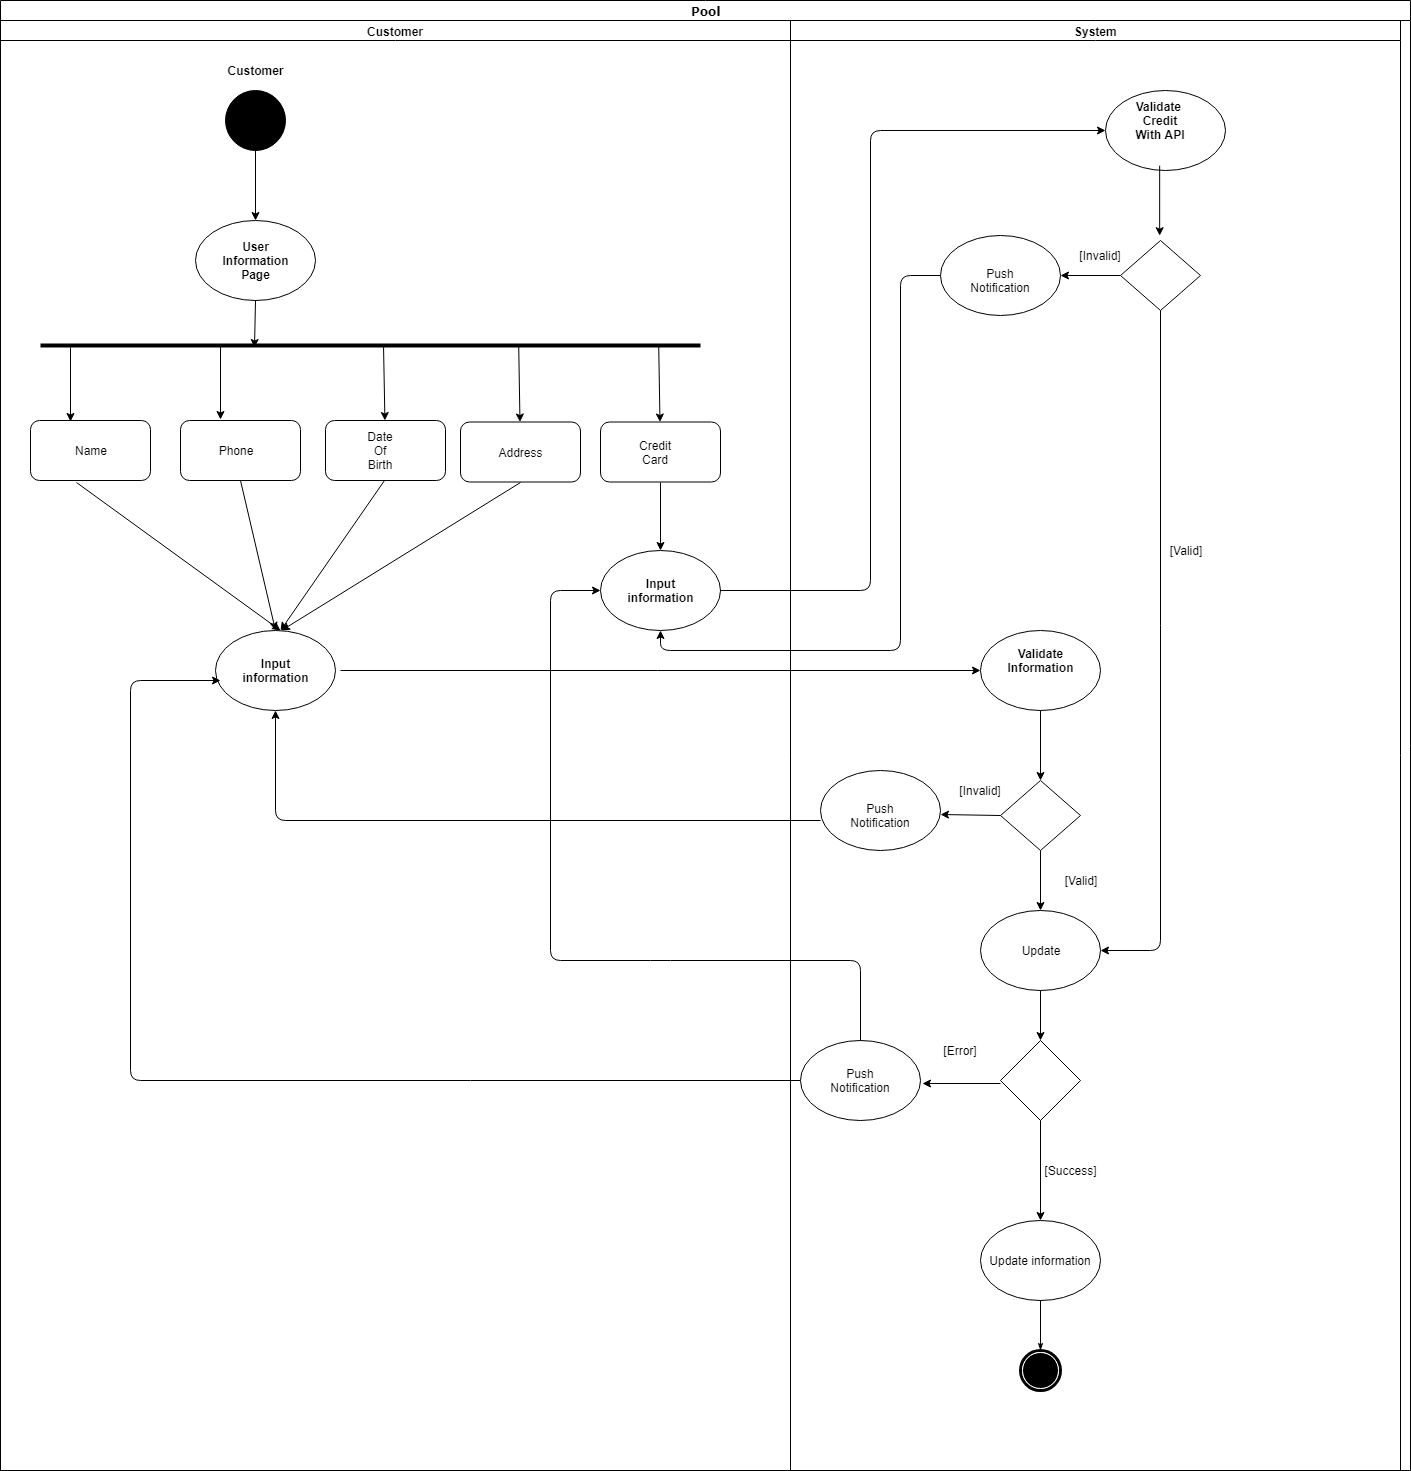 Pool
Customer
System
Customer
Validate
Credit
With API
User
Information
Page
[Invalid]
Push
Notification
Name
Phone
Date
Of
Birth
Address
Credit
Card
[Valid]
Input
information
Input
information
Validate
Information
[Invalid]
Push
Notification
[Valid]
Update
[Error]
Push
Notification
[Success]
Update information